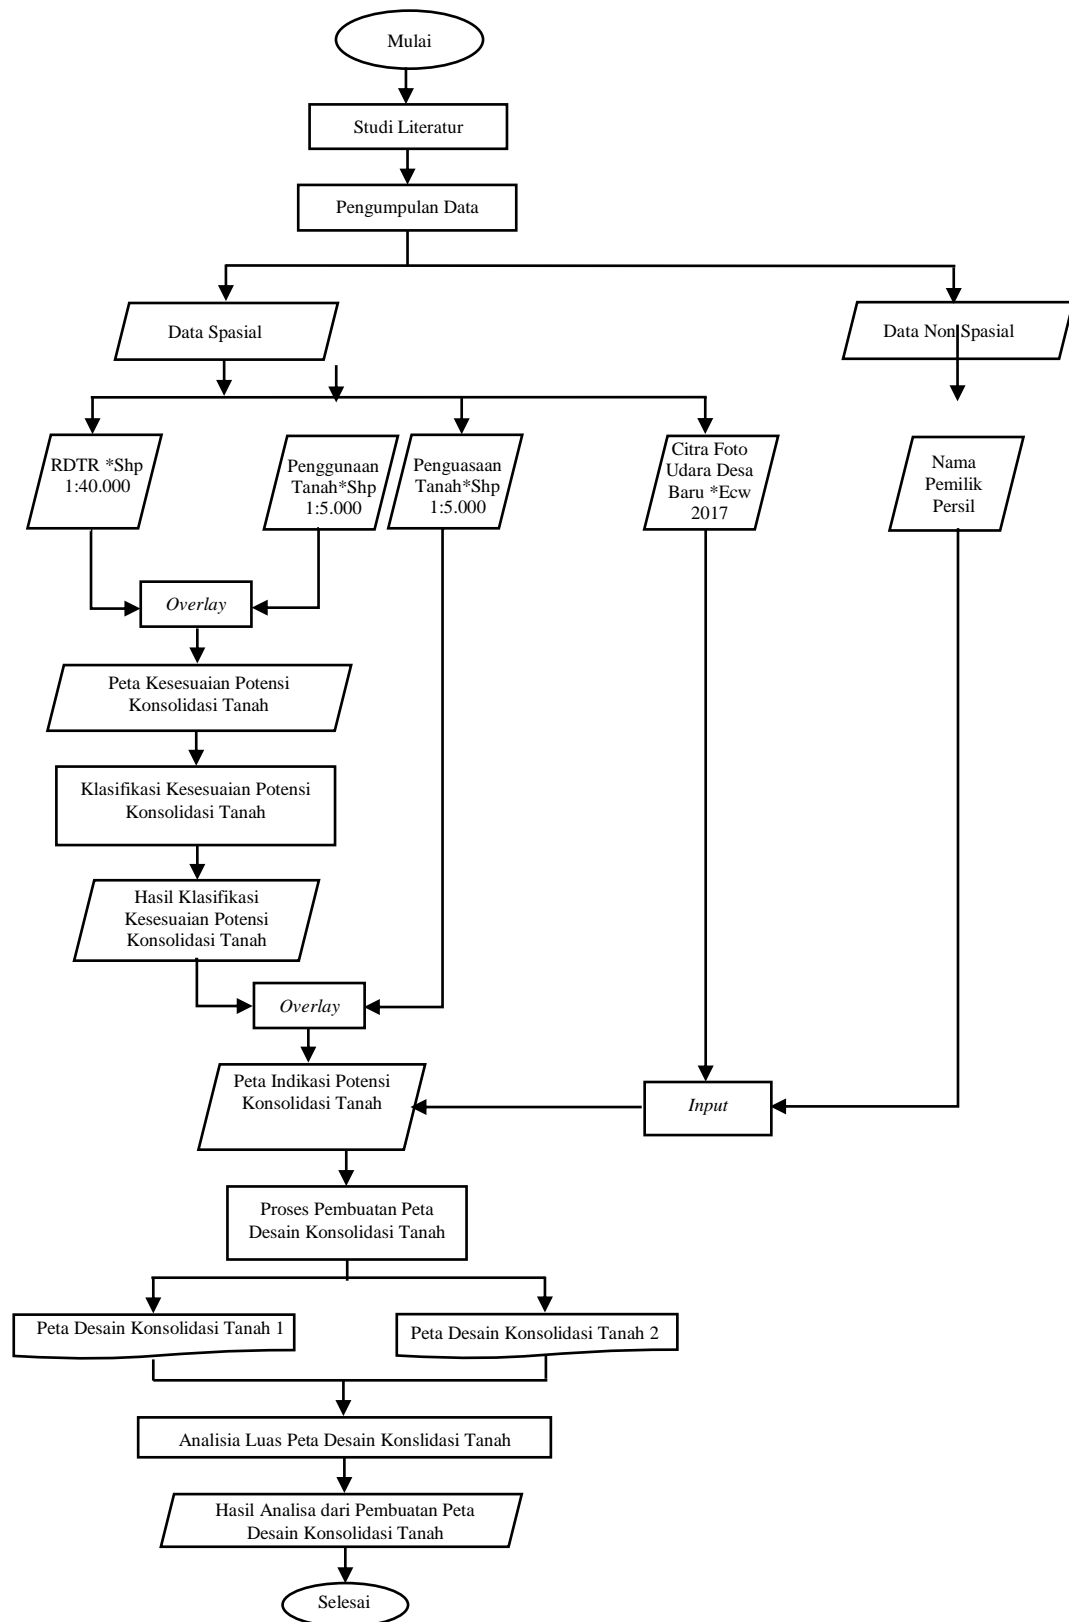 Mulai
Studi Literatur
Pengumpulan Data
Data Spasial
Data Non Spasial
RDTR *Shp
1:40.000
Penggunaan
Tanah*Shp
1:5.000
Penguasaan
Tanah*Shp
1:5.000
Citra Foto
Udara Desa
Baru *Ecw
2017
Nama
Pemilik
Persil
Overlay
Peta Kesesuaian Potensi
Konsolidasi Tanah
Klasifikasi Kesesuaian Potensi
Konsolidasi Tanah
Hasil Klasifikasi
Kesesuaian Potensi
Konsolidasi Tanah
Overlay
Peta Indikasi Potensi
Konsolidasi Tanah
Input
Proses Pembuatan Peta
Desain Konsolidasi Tanah
Peta Desain Konsolidasi Tanah 1
Peta Desain Konsolidasi Tanah 2
Analisia Luas Peta Desain Konslidasi Tanah
Hasil Analisa dari Pembuatan Peta
Desain Konsolidasi Tanah
Selesai